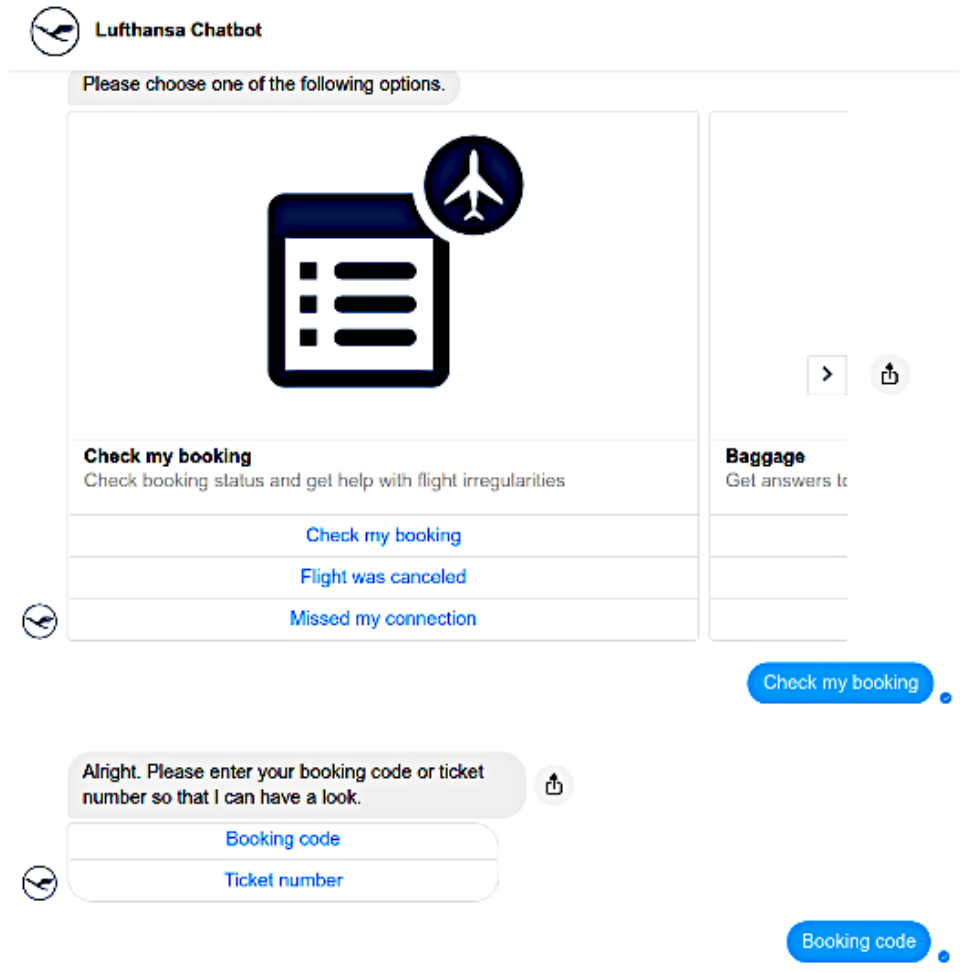 Lufthansa Chatbot
Please choose one of the following options.
Check my booking
Check booking status and get help with flight irregularities
Check my booking
Flight was canceled
Missed my connection
Baggage
Get answers to
Check my booking
Alright. Please enter your booking code or ticket
number so that I can have a look.
Booking code
Ticket number
Booking code